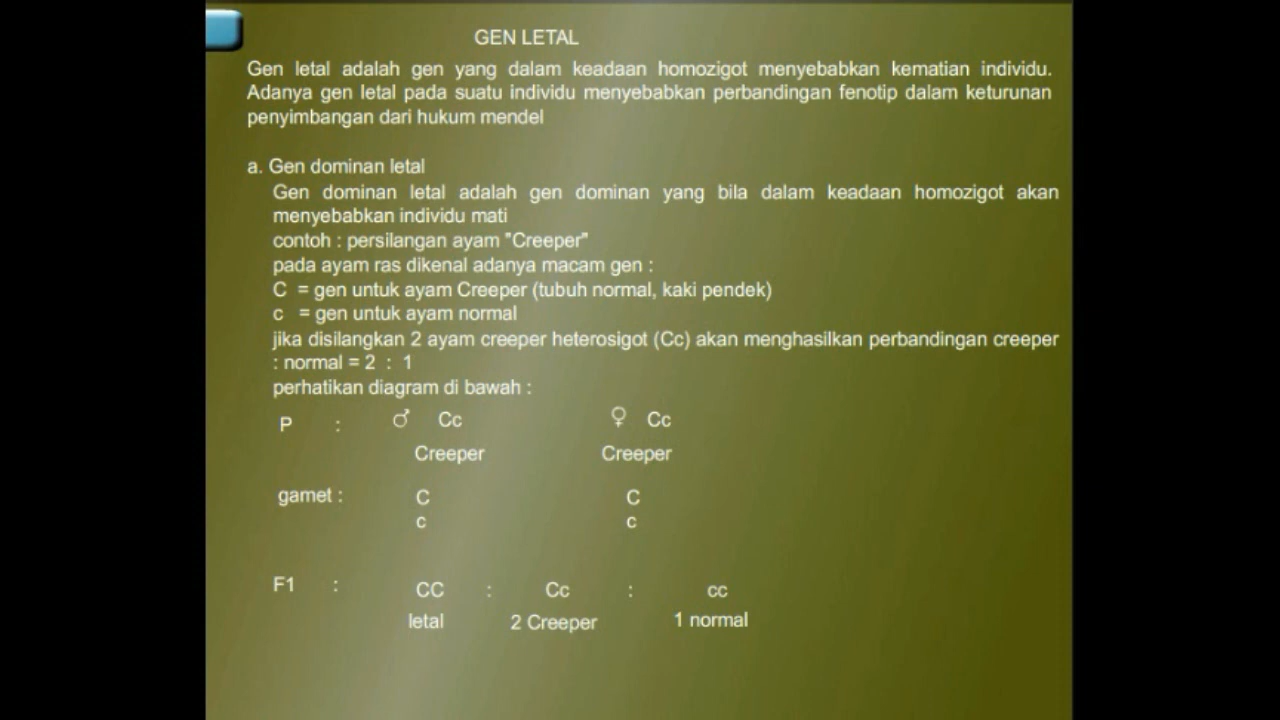 GEN LETAL
Gen letal adalah gen yang dalam keadaan homozigot menyebabkan kematian individu.
Adanya gen letal pada suatu individu menyebabkan perbandingan fenotip dalam keturunan
penyimbangan dari hukum mendel
a. Gen dominan letal
Gen dominan letal adalah gen dominan yang bila dalam keadaan homozigot akan
menyebabkan individu mati
contoh : persilangan ayam "Creeper"
pada ayam ras dikenal adanya macam gen :
C = gen untuk ayam Creeper (tubuh normal, kaki pendek)
c = gen untuk ayam normal
jika disilangkan 2 ayam creeper heterosigot (Cc) akan menghasilkan perbandingan creeper
: normal = 2 : 1
perhatikan diagram di bawah :
P : ♂ Cc ♀ Cc
Creeper Creeper
gamet : C C
c c
F1 : CC : Cc : cc
letal 2 Creeper 1 normal